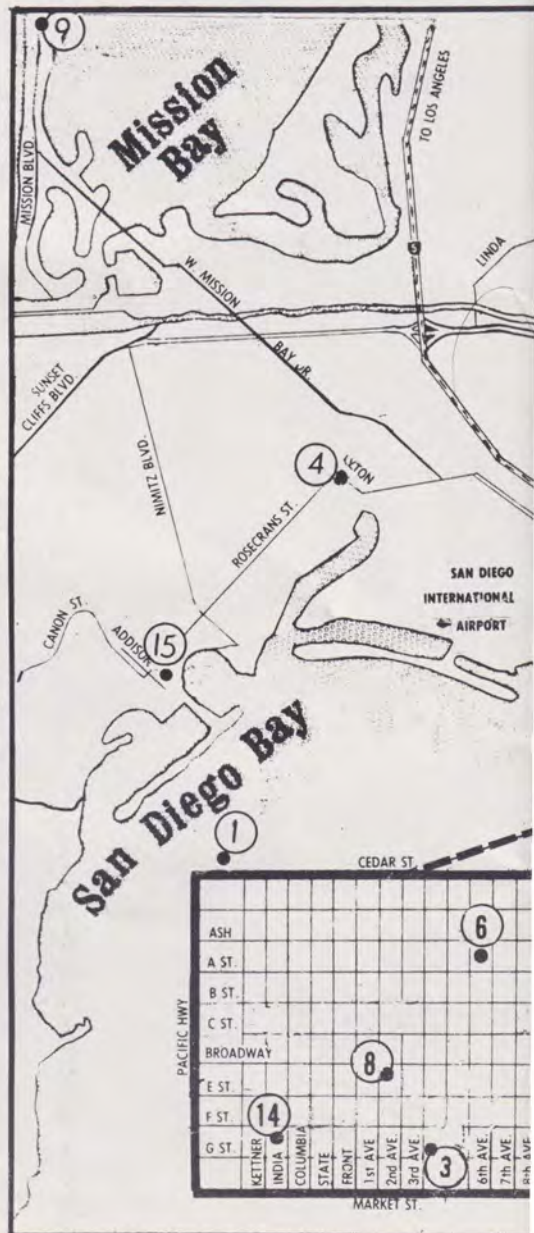 9
Mission
Bay
MISSION BLVD.
TO LOS ANGELES
5
LINDA
W. MISSION
BAY DR.
SUNSET
CLIFFS BLVD.
NIMITZ BLVD.
4
ROSECRANS ST.
SAN DIEGO
INTERNATIONAL
AIRPORT
CANON ST.
ADDISON
15
San Diego Bay
1
CEDAR ST.
6
ASH
A ST.
B ST.
C ST.
PACIFIC HWY
BROADWAY
8
E ST.
F ST.
14
G ST.
3
KETTNER
INDIA
COLUMBIA
STATE
FRONT
1st AVE
2nd AVE
3rd AVE
6th AVE.
7th AVE.
8th AVE
MARKET ST.